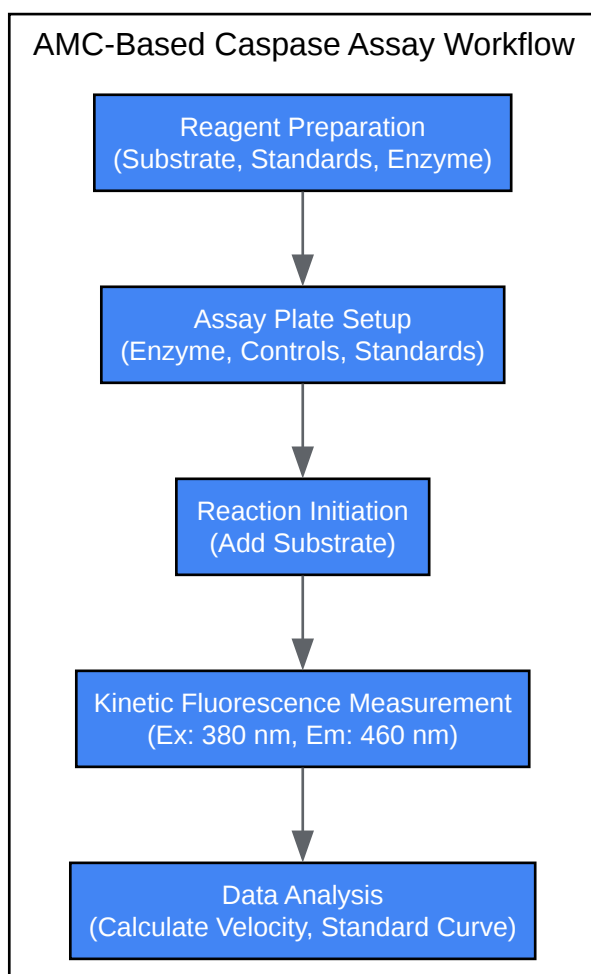 AMC-Based Caspase Assay Workflow
Reagent Preparation
(Substrate, Standards, Enzyme)
Assay Plate Setup
(Enzyme, Controls, Standards)
Reaction Initiation
(Add Substrate)
Kinetic Fluorescence Measurement
(Ex: 380 nm, Em: 460 nm)
Data Analysis
(Calculate Velocity, Standard Curve)